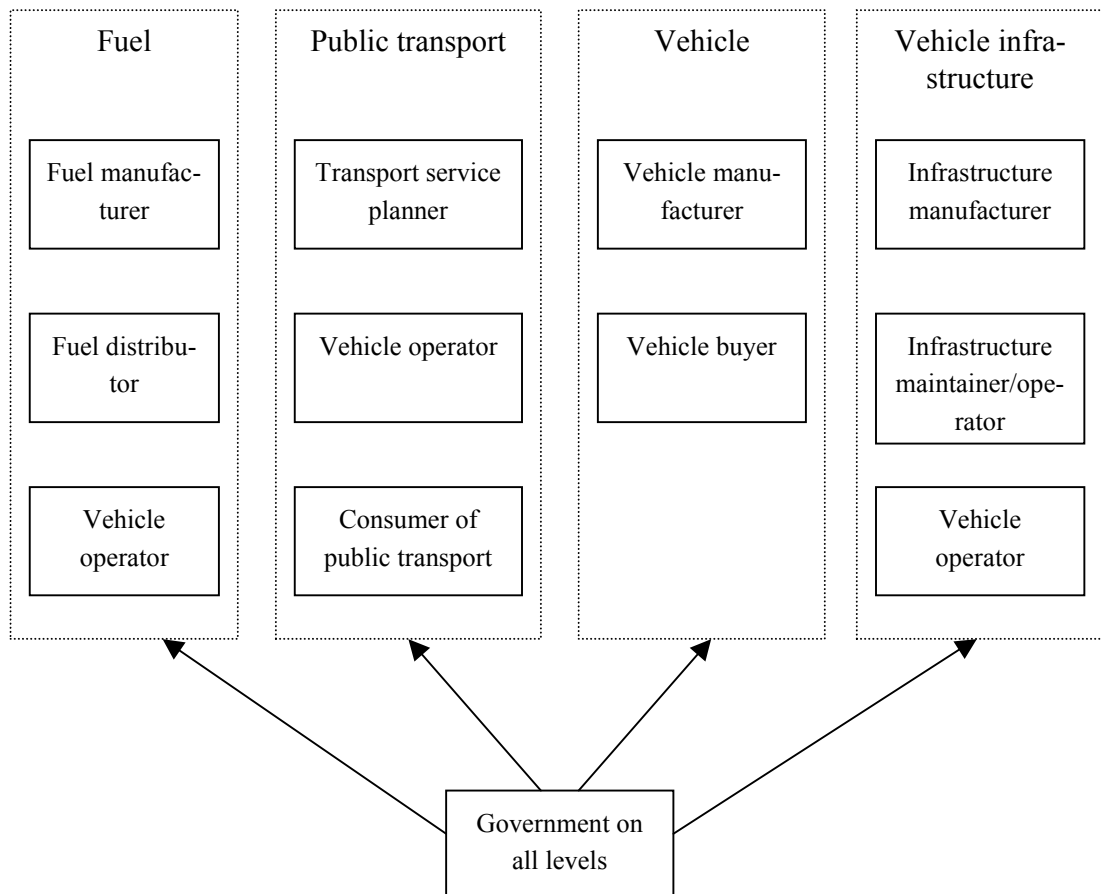 Fuel
Public transport
Vehicle
Vehicle infra-
structure
Fuel manufac-
turer
Transport service
planner
Vehicle manu-
facturer
Infrastructure
manufacturer
Fuel distribu-
tor
Vehicle operator
Vehicle buyer
Infrastructure
maintainer/ope-
rator
Vehicle
operator
Consumer of
public transport
Vehicle
operator
Government on
all levels